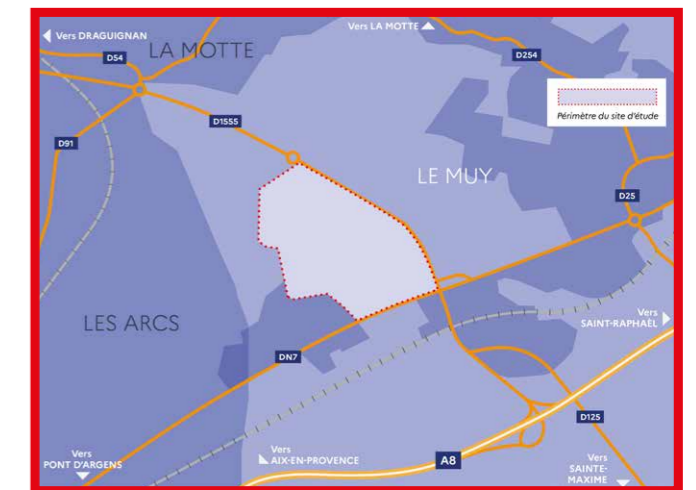 Vers DRAGUIGNAN
Vers LA MOTTE
LA MOTTE
D54
D254
Périmètre du site d'étude
D1555
D91
LE MUY
D25
Vers
SAINT-RAPHAËL
LES ARCS
DN7
D125
Vers
PONT D'ARGENS
Vers
AIX-EN-PROVENCE
A8
Vers
SAINTE-
MAXIME